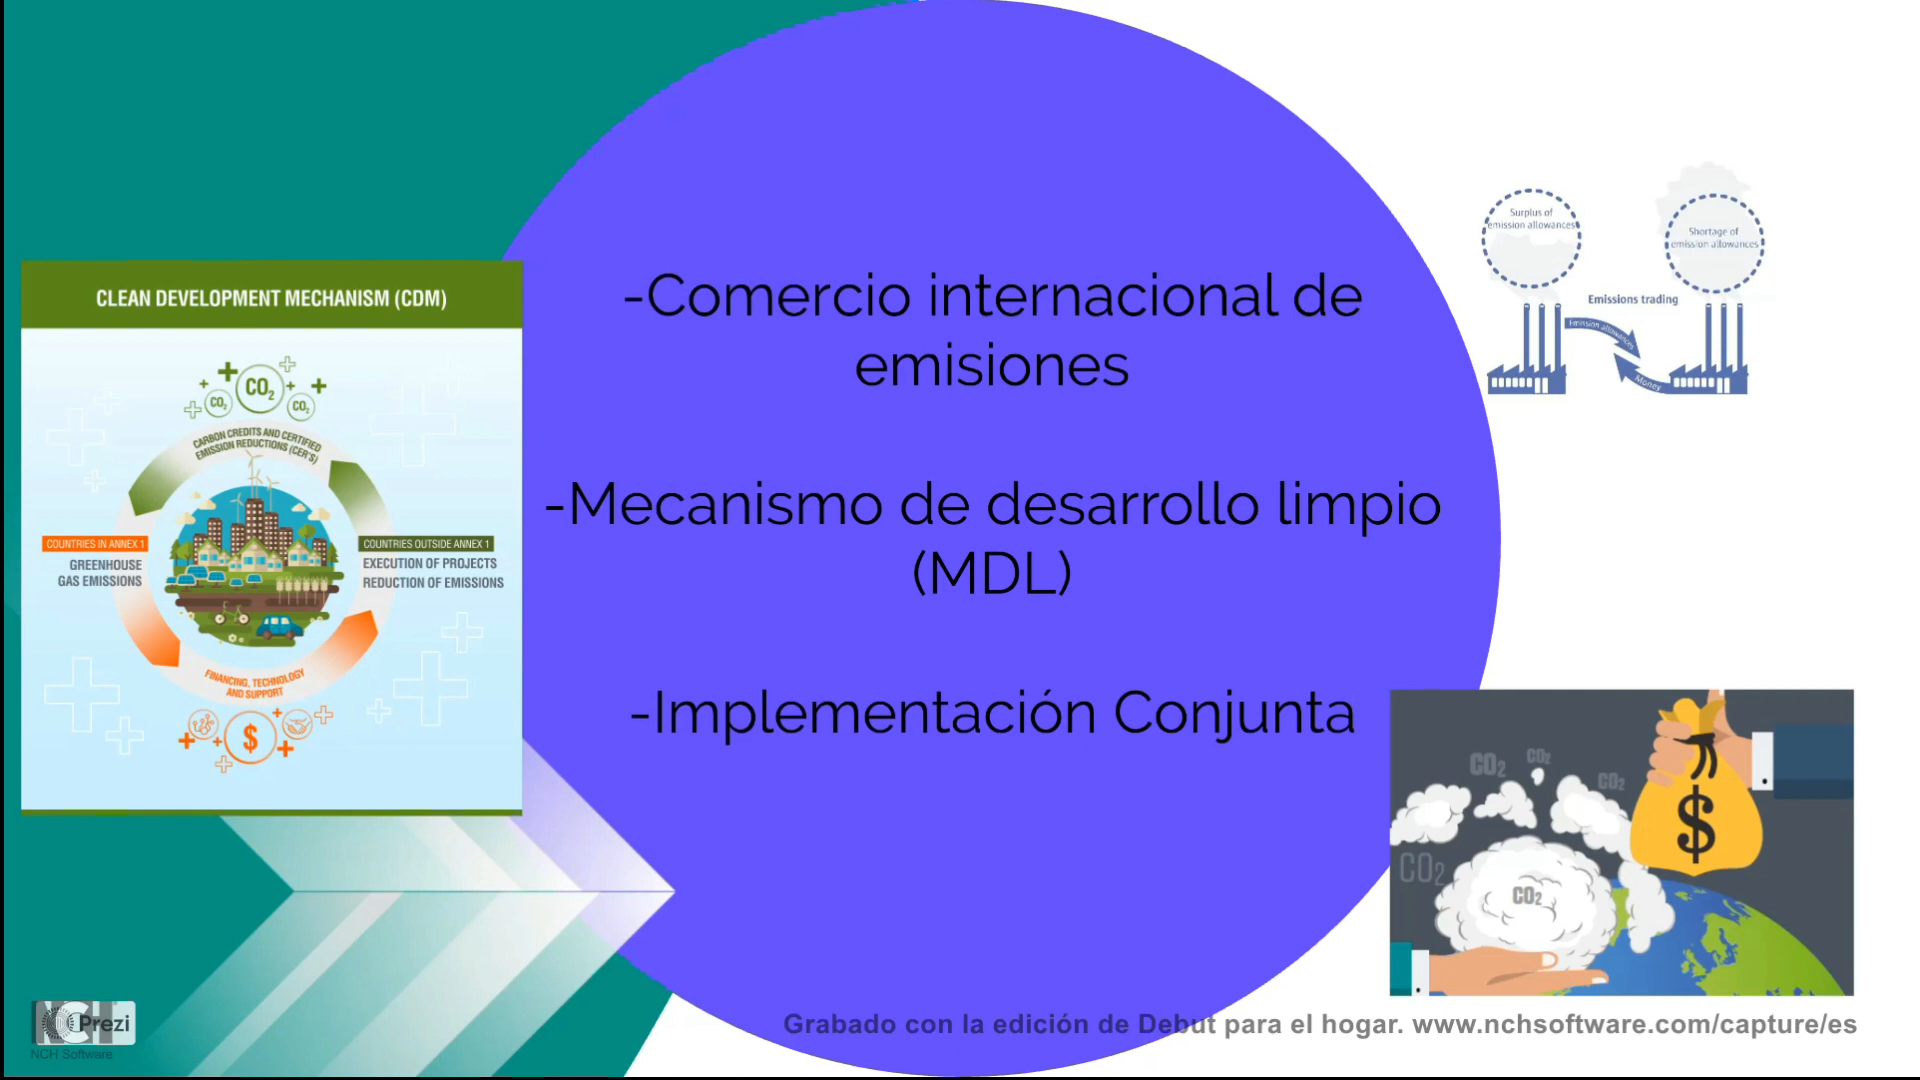 CLEAN DEVELOPMENT MECHANISM (CDM)
CO2
CO2
CO2
CARBON CREDITS AND CERTIFIED
EMISSION REDUCTIONS (CER'S)
COUNTRIES IN ANNEX 1
GREENHOUSE
GAS EMISSIONS
COUNTRIES OUTSIDE ANNEX 1
EXECUTION OF PROJECTS
REDUCTION OF EMISSIONS
FINANCING, TECHNOLOGY
AND SUPPORT
$
-Comercio internacional de
emisiones
-Mecanismo de desarrollo limpio
(MDL)
-Implementación Conjunta
Surplus of
emission allowances
Shortage of
emission allowances
Emissions trading
Emission allowances
Money
CO2
CO2
CO2
CO2
CO2
$
NCH
Prezi
NCH Software
Grabado con la edición de Debut para el hogar. www.nchsoftware.com/capture/es